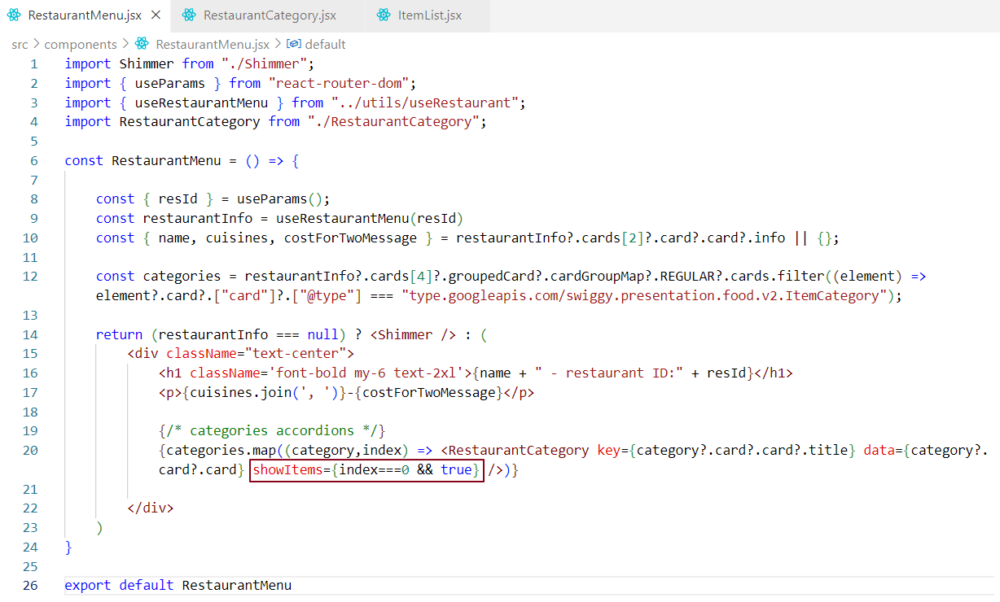 RestaurantMenu.jsx × RestaurantCategory.jsx ItemList.jsx
src > components > RestaurantMenu.jsx > default
1 import Shimmer from "./Shimmer";
2 import { useParams } from "react-router-dom";
3 import { useRestaurantMenu } from "../utils/useRestaurant";
4 import RestaurantCategory from "./RestaurantCategory";
5
6 const RestaurantMenu = () => {
7
8 const { resId } = useParams();
9 const restaurantInfo = useRestaurantMenu(resId)
10 const { name, cuisines, costForTwoMessage } = restaurantInfo?.cards[2]?.card?.card?.info || {};
11
12 const categories = restaurantInfo?.cards[4]?.groupedCard?.cardGroupMap?.REGULAR?.cards.filter((element) =>
element?.card?.["card"]?.["@type"] === "type.googleapis.com/swiggy.presentation.food.v2.ItemCategory");
13
14 return (restaurantInfo === null) ? <Shimmer /> : (
15 <div className="text-center">
16 <h1 className='font-bold my-6 text-2xl'>{name + " - restaurant ID:" + resId}</h1>
17 <p>{cuisines.join(', ')}-{costForTwoMessage}</p>
18
19 {/* categories accordions */}
20 {categories.map((category,index) => <RestaurantCategory key={category?.card?.card?.title} data={category?.
card?.card} showItems={index===0 && true} />)}
21
22 </div>
23 )
24 }
25
26 export default RestaurantMenu